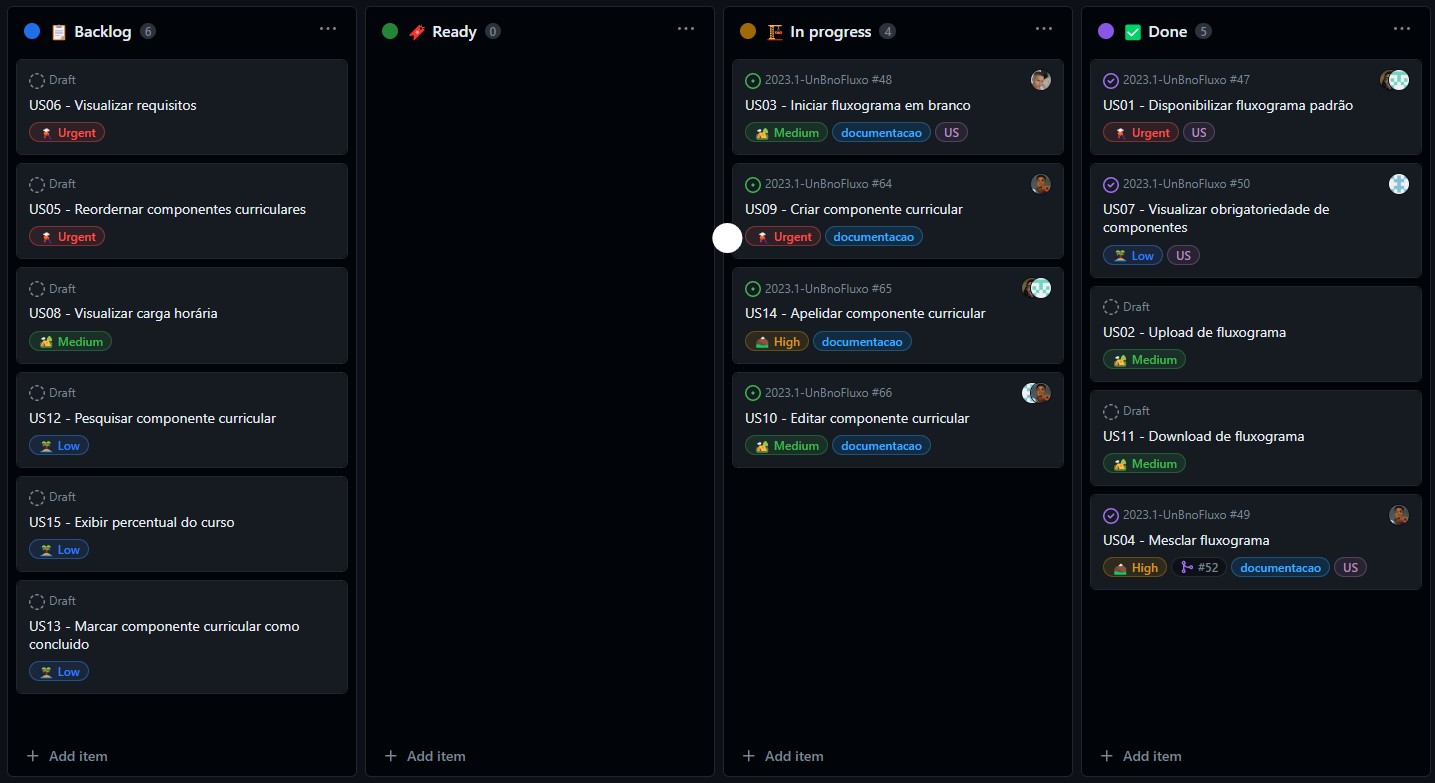 Backlog 6
Draft
US06 - Visualizar requisitos
Urgent
Draft
US05 - Reordernar componentes curriculares
Urgent
Draft
US08 - Visualizar carga horária
Medium
Draft
US12 - Pesquisar componente curricular
Low
Draft
US15 - Exibir percentual do curso
Low
Draft
US13 - Marcar componente curricular como
concluido
Low
Add item
Ready 0
Add item
In progress 4
2023.1-UnBnoFluxo #48
US03 - Iniciar fluxograma em branco
Medium documentacao US
2023.1-UnBnoFluxo #64
US09 - Criar componente curricular
Urgent documentacao
2023.1-UnBnoFluxo #65
US14 - Apelidar componente curricular
High documentacao
2023.1-UnBnoFluxo #66
US10 - Editar componente curricular
Medium documentacao
Add item
Done 5
2023.1-UnBnoFluxo #47
US01 - Disponibilizar fluxograma padrão
Urgent US
2023.1-UnBnoFluxo #50
US07 - Visualizar obrigatoriedade de
componentes
Low US
Draft
US02 - Upload de fluxograma
Medium
Draft
US11 - Download de fluxograma
Medium
2023.1-UnBnoFluxo #49
US04 - Mesclar fluxograma
High #52 documentacao US
Add item